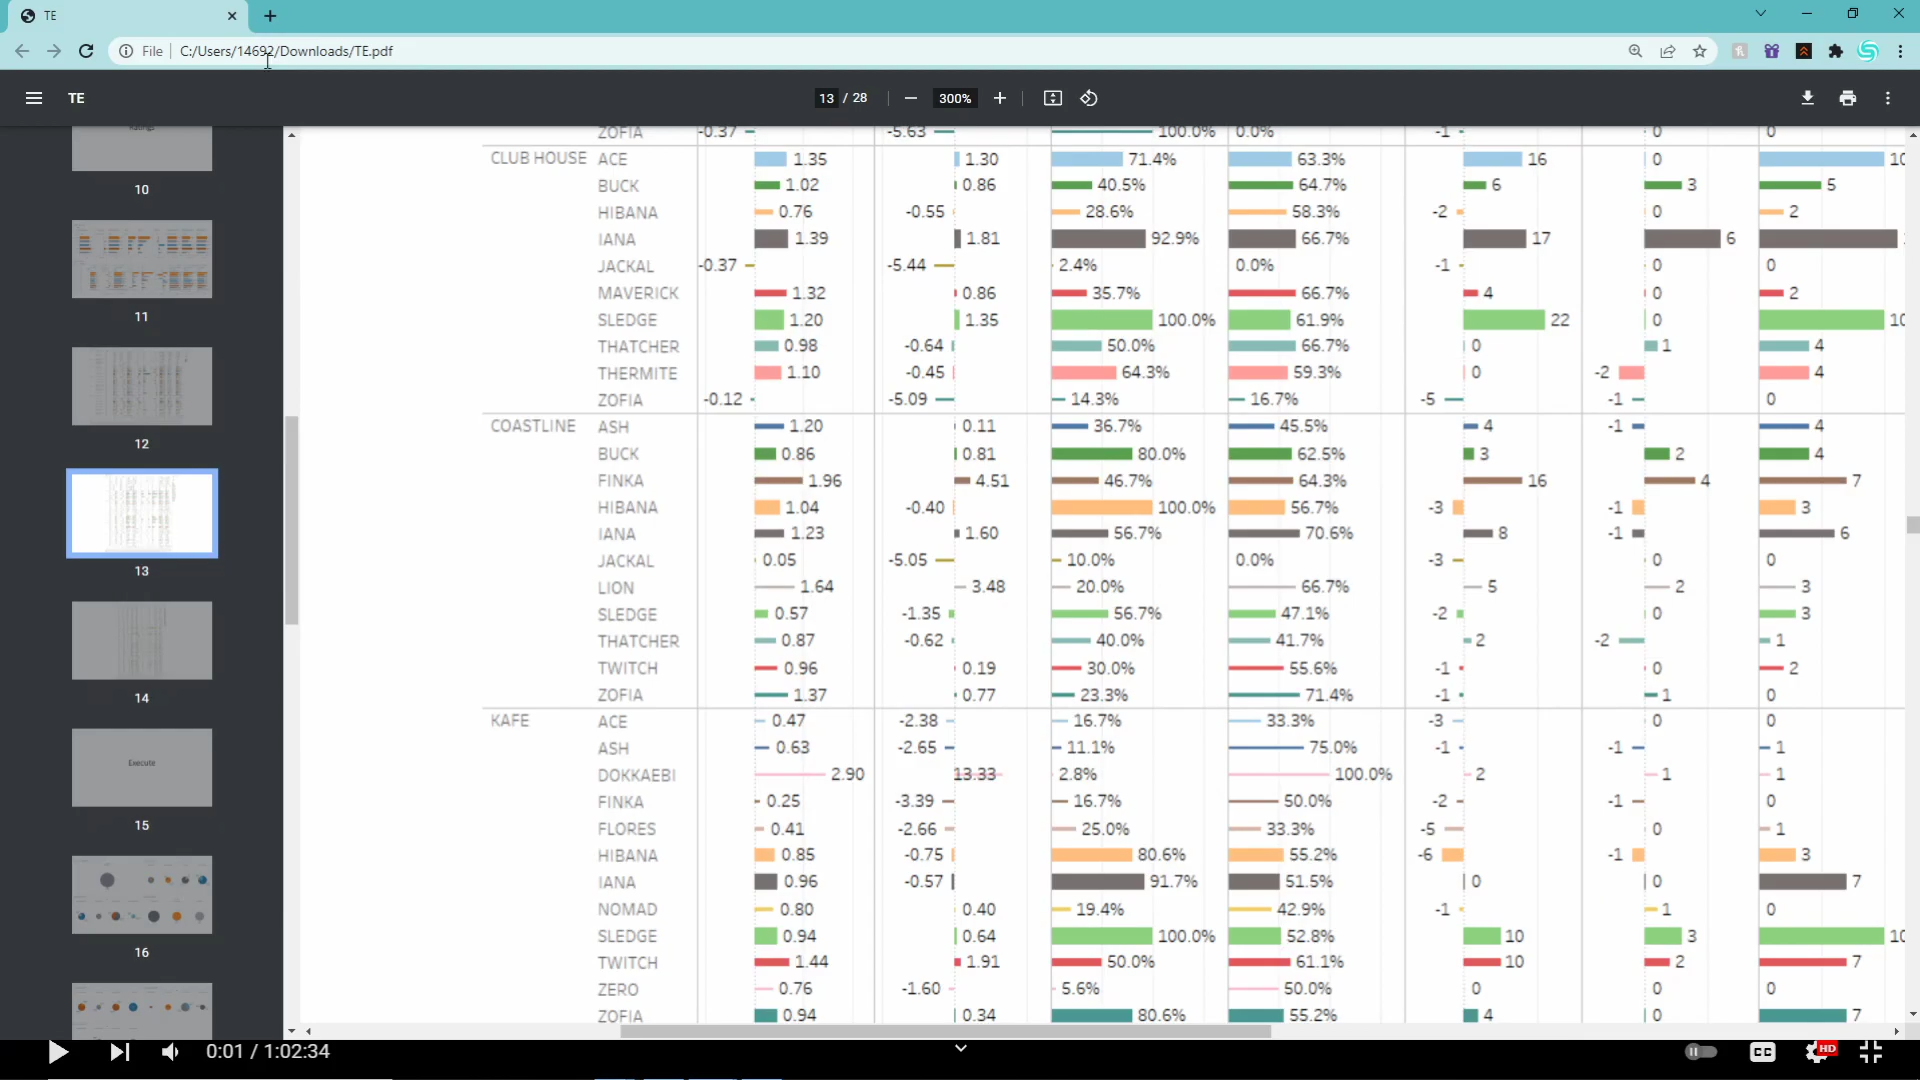 TE
File C:/Users/14692/Downloads/TE.pdf
TE 13 / 28 300%
Ratings
10
11
12
13
14
Execute
15
16
ZOFIA -0.37 -5.63 100.0% 0.0% -1 0 0
CLUB HOUSE ACE 1.35 1.30 71.4% 63.3% 16 0 10
BUCK 1.02 0.86 40.5% 64.7% 6 3 5
HIBANA 0.76 -0.55 28.6% 58.3% -2 0 2
IANA 1.39 1.81 92.9% 66.7% 17 6
JACKAL -0.37 -5.44 2.4% 0.0% -1 0 0
MAVERICK 1.32 0.86 35.7% 66.7% 4 0 2
SLEDGE 1.20 1.35 100.0% 61.9% 22 0 10
THATCHER 0.98 -0.64 50.0% 66.7% 0 1 4
THERMITE 1.10 -0.45 64.3% 59.3% 0 -2 4
ZOFIA -0.12 -5.09 14.3% 16.7% -5 -1 0
COASTLINE ASH 1.20 0.11 36.7% 45.5% 4 -1 4
BUCK 0.86 0.81 80.0% 62.5% 3 2 4
FINKA 1.96 4.51 46.7% 64.3% 16 4 7
HIBANA 1.04 -0.40 100.0% 56.7% -3 -1 3
IANA 1.23 1.60 56.7% 70.6% 8 -1 6
JACKAL 0.05 -5.05 10.0% 0.0% -3 0 0
LION 1.64 3.48 20.0% 66.7% 5 2 3
SLEDGE 0.57 -1.35 56.7% 47.1% -2 0 3
THATCHER 0.87 -0.62 40.0% 41.7% 2 -2 1
TWITCH 0.96 0.19 30.0% 55.6% -1 0 2
ZOFIA 1.37 0.77 23.3% 71.4% -1 1 0
KAFE ACE 0.47 -2.38 16.7% 33.3% -3 0 0
ASH 0.63 -2.65 11.1% 75.0% -1 -1 1
DOKKAEBI 2.90 13.33 2.8% 100.0% 2 1 1
FINKA 0.25 -3.39 16.7% 50.0% -2 -1 0
FLORES 0.41 -2.66 25.0% 33.3% -5 0 1
HIBANA 0.85 -0.75 80.6% 55.2% -6 -1 3
IANA 0.96 -0.57 91.7% 51.5% 0 0 7
NOMAD 0.80 0.40 19.4% 42.9% -1 1 0
SLEDGE 0.94 0.64 100.0% 52.8% 10 3 10
TWITCH 1.44 1.91 50.0% 61.1% 10 2 7
ZERO 0.76 -1.60 5.6% 50.0% 0 0 0
ZOFIA 0.94 0.34 80.6% 55.2% 4 0 7
0:01 / 1:02:34 CC HD